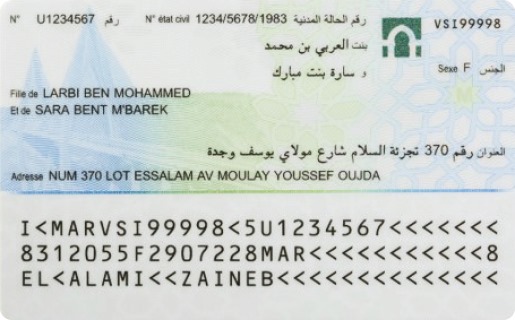 N° U1234567 رقم N° état civil 1234/5678/1983 رقم الحالة المدنية
VSI99998
بنت العربي بن محمد
و سارة بنت مبارك
Sexe F الجنس
Fille de LARBI BEN MOHAMMED
Et de SARA BENT M'BAREK
العنوان رقم 370 تجزئة السلام شارع مولاي يوسف وجدة
Adresse NUM 370 LOT ESSALAM AV MOULAY YOUSSEF OUJDA
I<MARVSI99998<5U1234567<<<<<<<
8312055F2907228MAR<<<<<<<<<<<8
EL<ALAMI<<ZAINEB<<<<<<<<<<<<<<